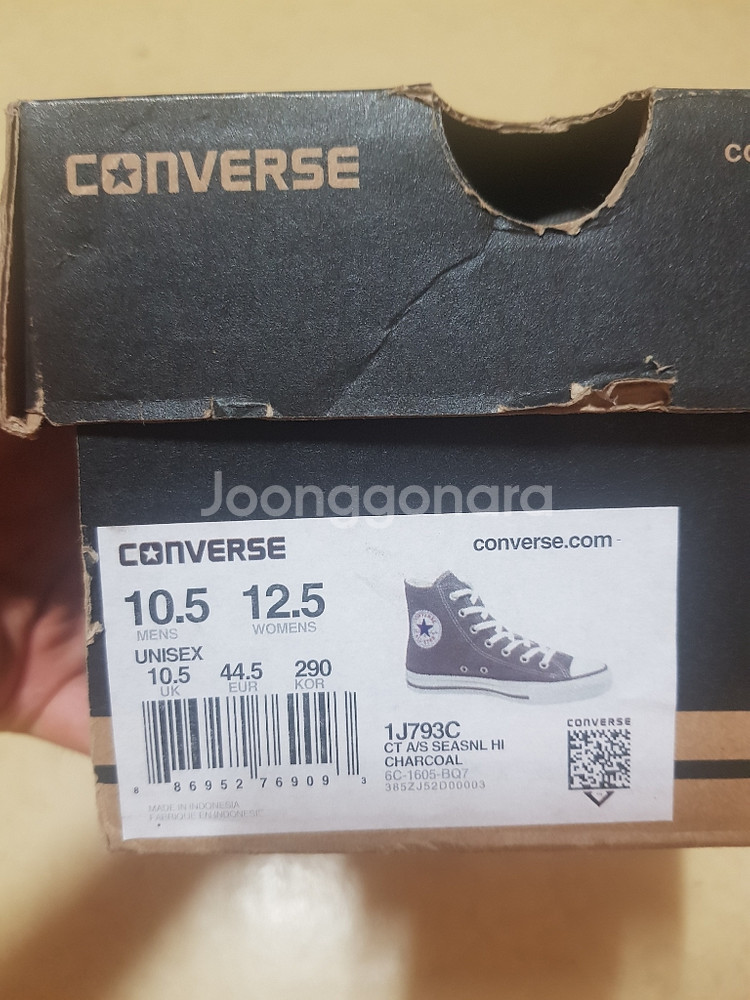 CONVERSE
CO
Joonggonara
CONVERSE
converse.com
10.5 12.5
MENS WOMENS
UNISEX
10.5 44.5 290
UK EUR KOR
8 86952 76909 3
MADE IN INDONESIA
FABRIQUE EN INDONESIE
1J793C
CT A/S SEASNL HI
CHARCOAL
6C-1605-BQ7
385ZJ52D00003
CONVERSE